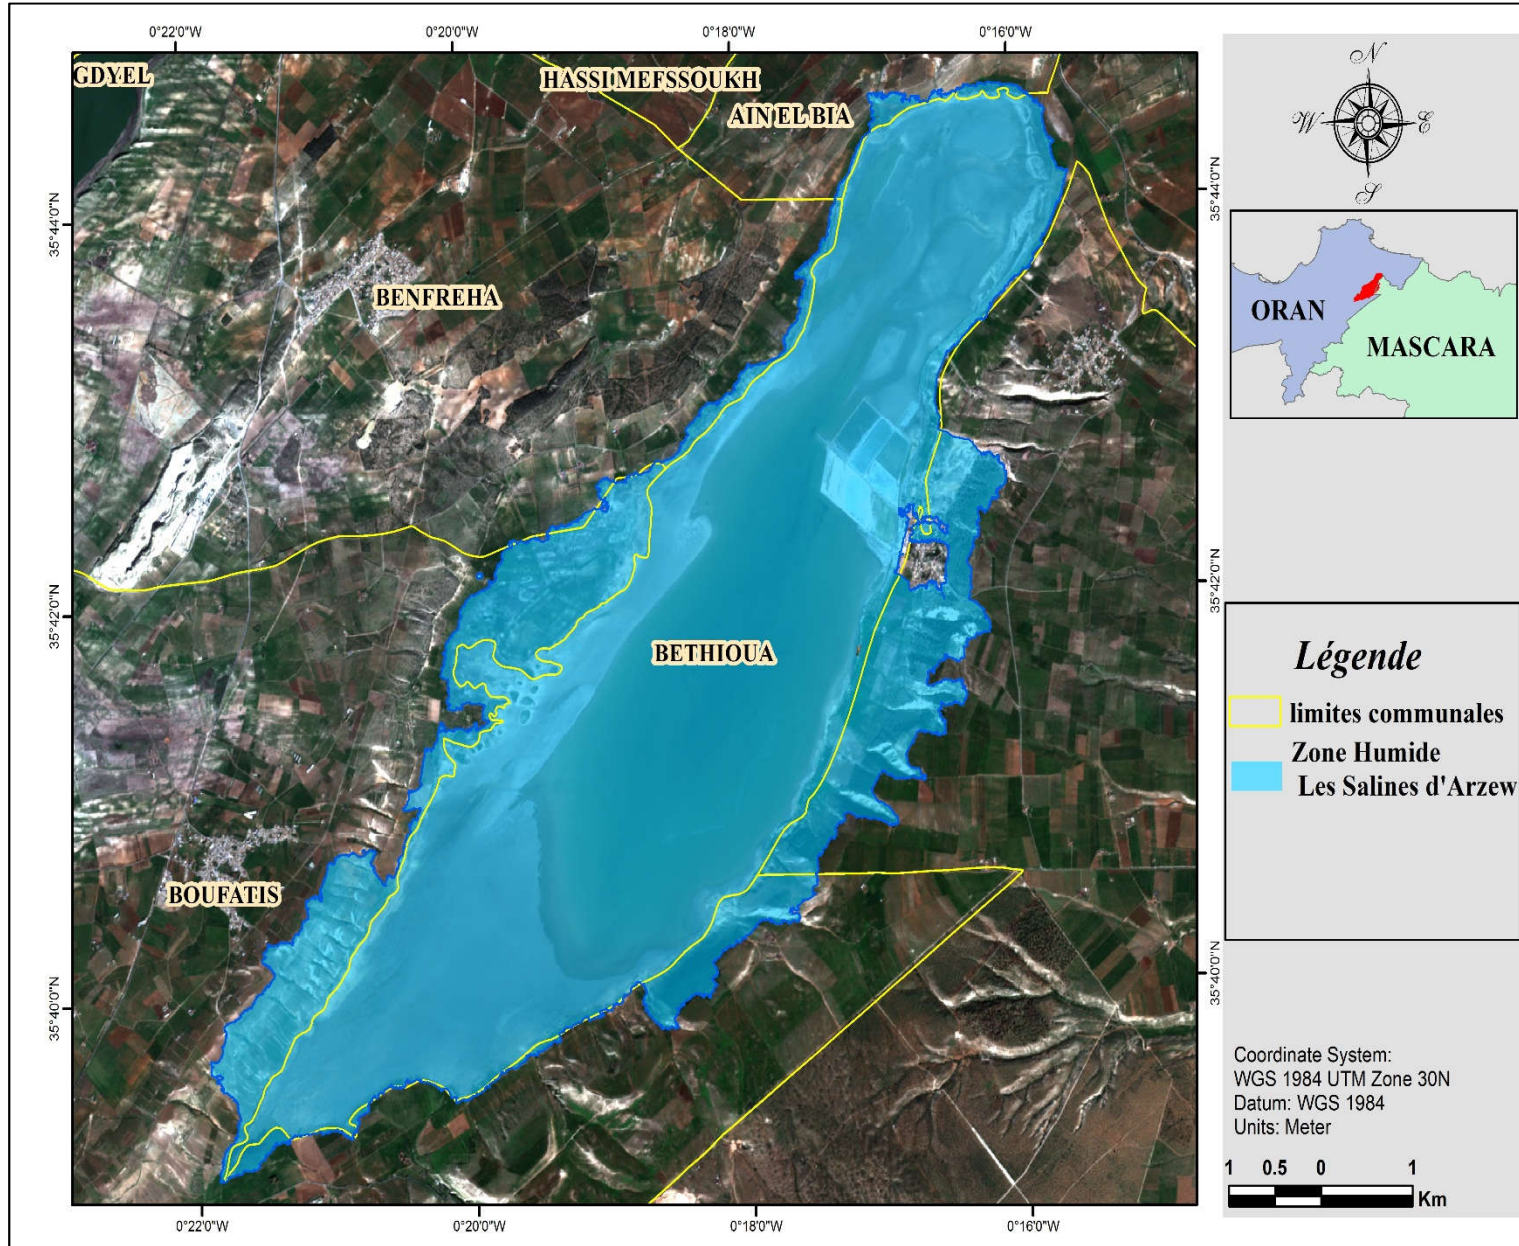 0°22'0"W
0°20'0"W
0°18'0"W
0°16'0"W
GDYEL
HASSI MEFSSOUKH
AIN EL BIA
BENFREHA
BETHIOUA
BOUFATIS
35°44'0"N
35°42'0"N
35°40'0"N
35°44'0"N
35°42'0"N
35°40'0"N
0°22'0"W
0°20'0"W
0°18'0"W
0°16'0"W
N
W
E
S
ORAN
MASCARA
Légende
limites communales
Zone Humide
Les Salines d'Arzew
Coordinate System:
WGS 1984 UTM Zone 30N
Datum: WGS 1984
Units: Meter
1 0.5 0 1
Km